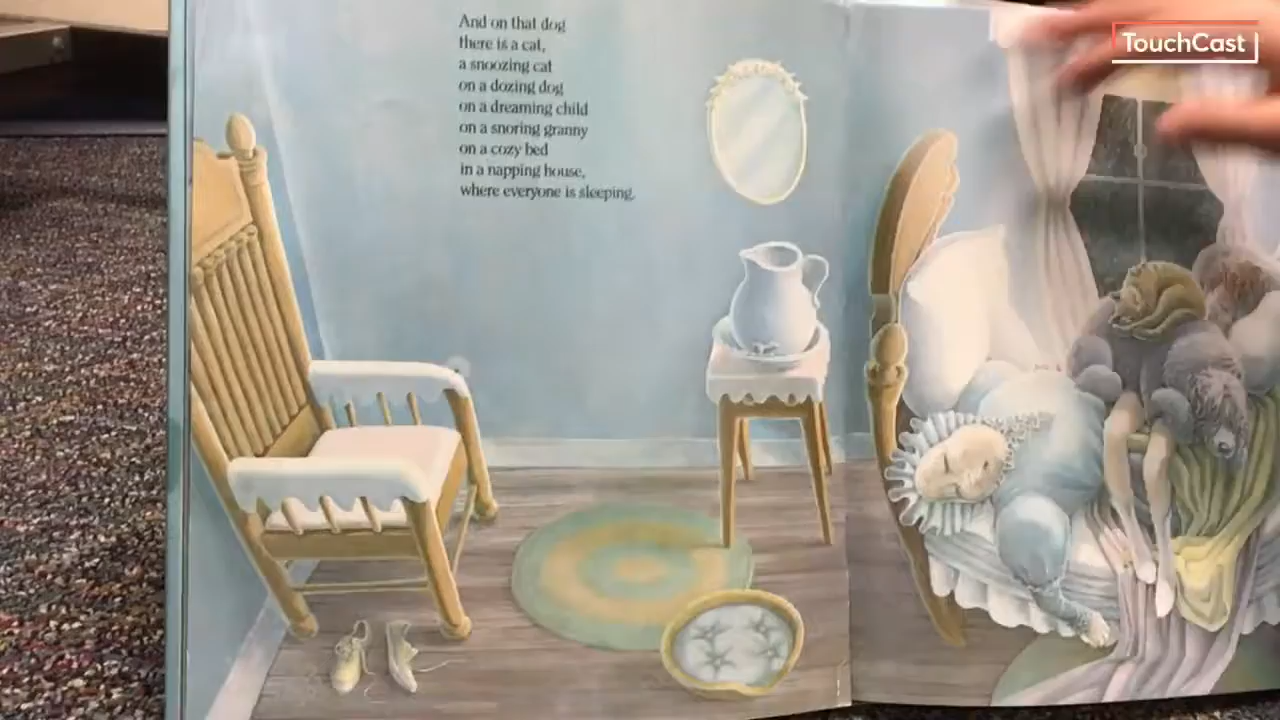 And on that dog
there is a cat,
a snoozing cat
on a dozing dog
on a dreaming child
on a snoring granny
on a cozy bed
in a napping house,
where everyone is sleeping.
TouchCast